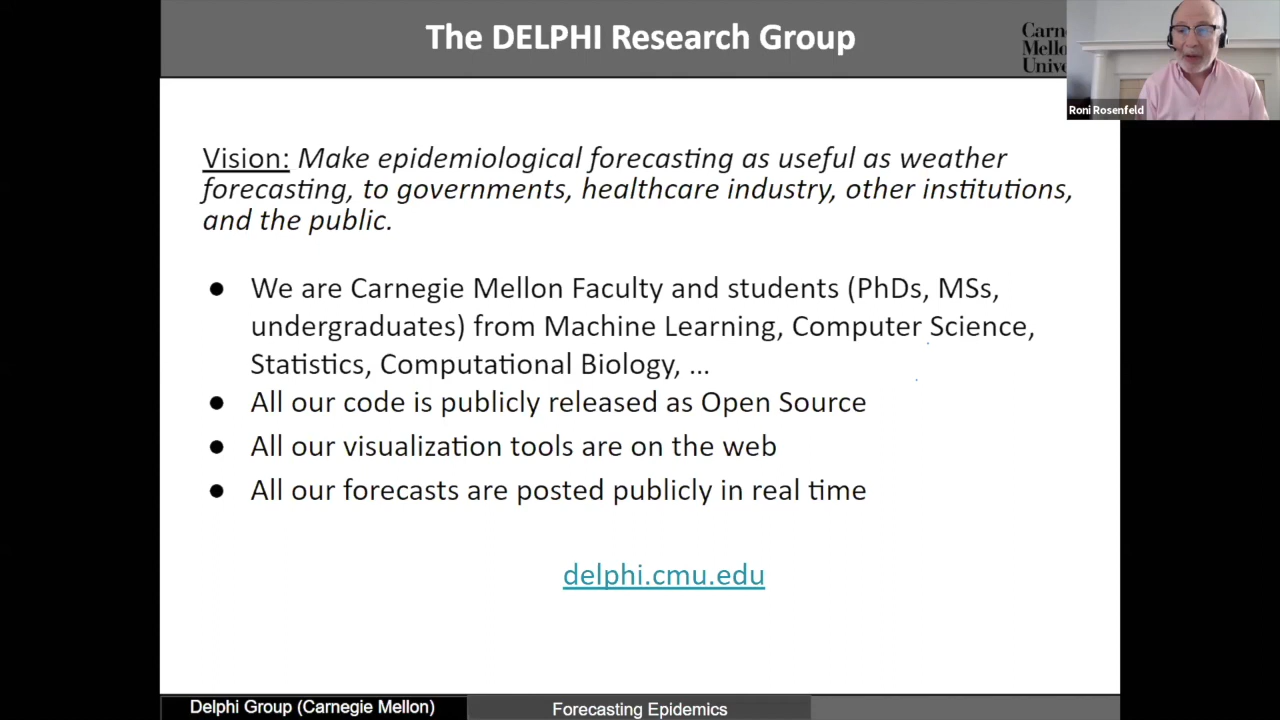 The DELPHI Research Group
Roni Rosenfeld
Vision: Make epidemiological forecasting as useful as weather
forecasting, to governments, healthcare industry, other institutions,
and the public.
● We are Carnegie Mellon Faculty and students (PhDs, MSs,
undergraduates) from Machine Learning, Computer Science,
Statistics, Computational Biology, ...
● All our code is publicly released as Open Source
● All our visualization tools are on the web
● All our forecasts are posted publicly in real time
delphi.cmu.edu
Delphi Group (Carnegie Mellon)
Forecasting Epidemics